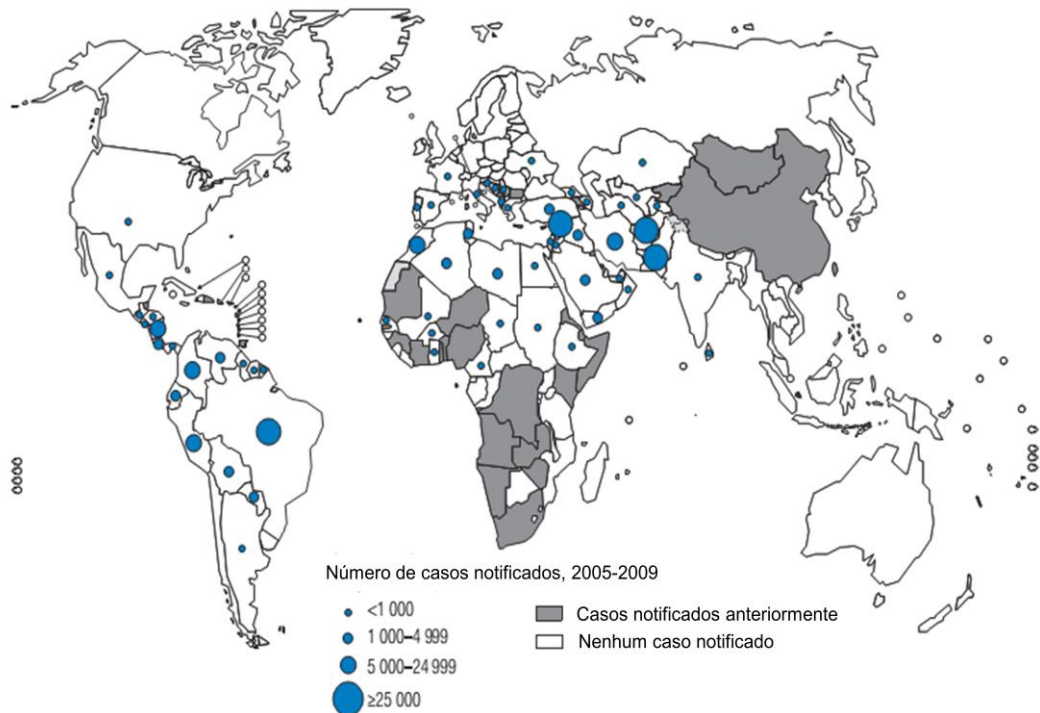 Número de casos notificados, 2005-2009
<1 000
1 000–4 999
5 000–24 999
≥25 000
Casos notificados anteriormente
Nenhum caso notificado